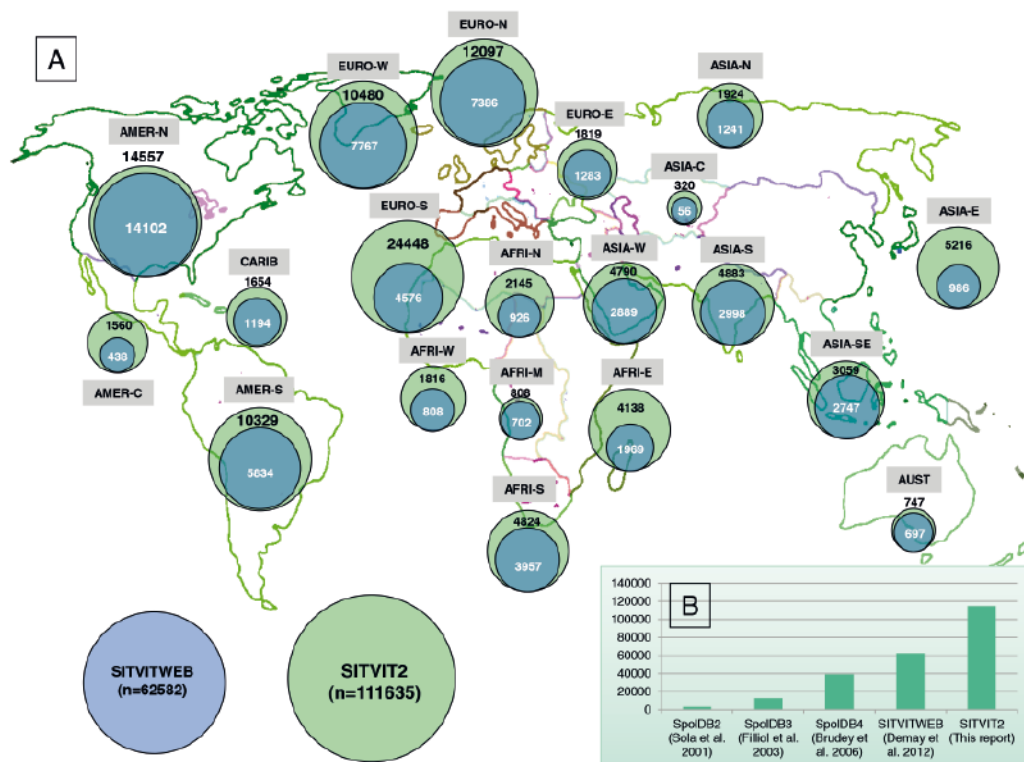 A
EURO-N
12097
7386
EURO-W
10480
7767
ASIA-N
1924
1241
EURO-E
1819
1283
AMER-N
14557
14102
ASIA-C
320
56
EURO-S
24448
4576
ASIA-E
5216
986
CARIB
1654
1194
AFRI-N
2145
926
ASIA-W
4790
2889
ASIA-S
4883
2998
1560
438
AMER-C
AFRI-W
1816
808
AFRI-M
808
702
AFRI-E
4138
1969
ASIA-SE
3059
2747
AMER-S
10329
5834
AFRI-S
4824
3957
AUST
747
697
SITVITWEB
(n=62582)
SITVIT2
(n=111635)
B
140000
120000
100000
80000
60000
40000
20000
0
SpolDB2
(Sola et al.
2001)
SpolDB3
(Filliol et al.
2003)
SpolDB4
(Brudey et
al. 2006)
SITVITWEB
(Demay et
al. 2012)
SITVIT2
(This report)